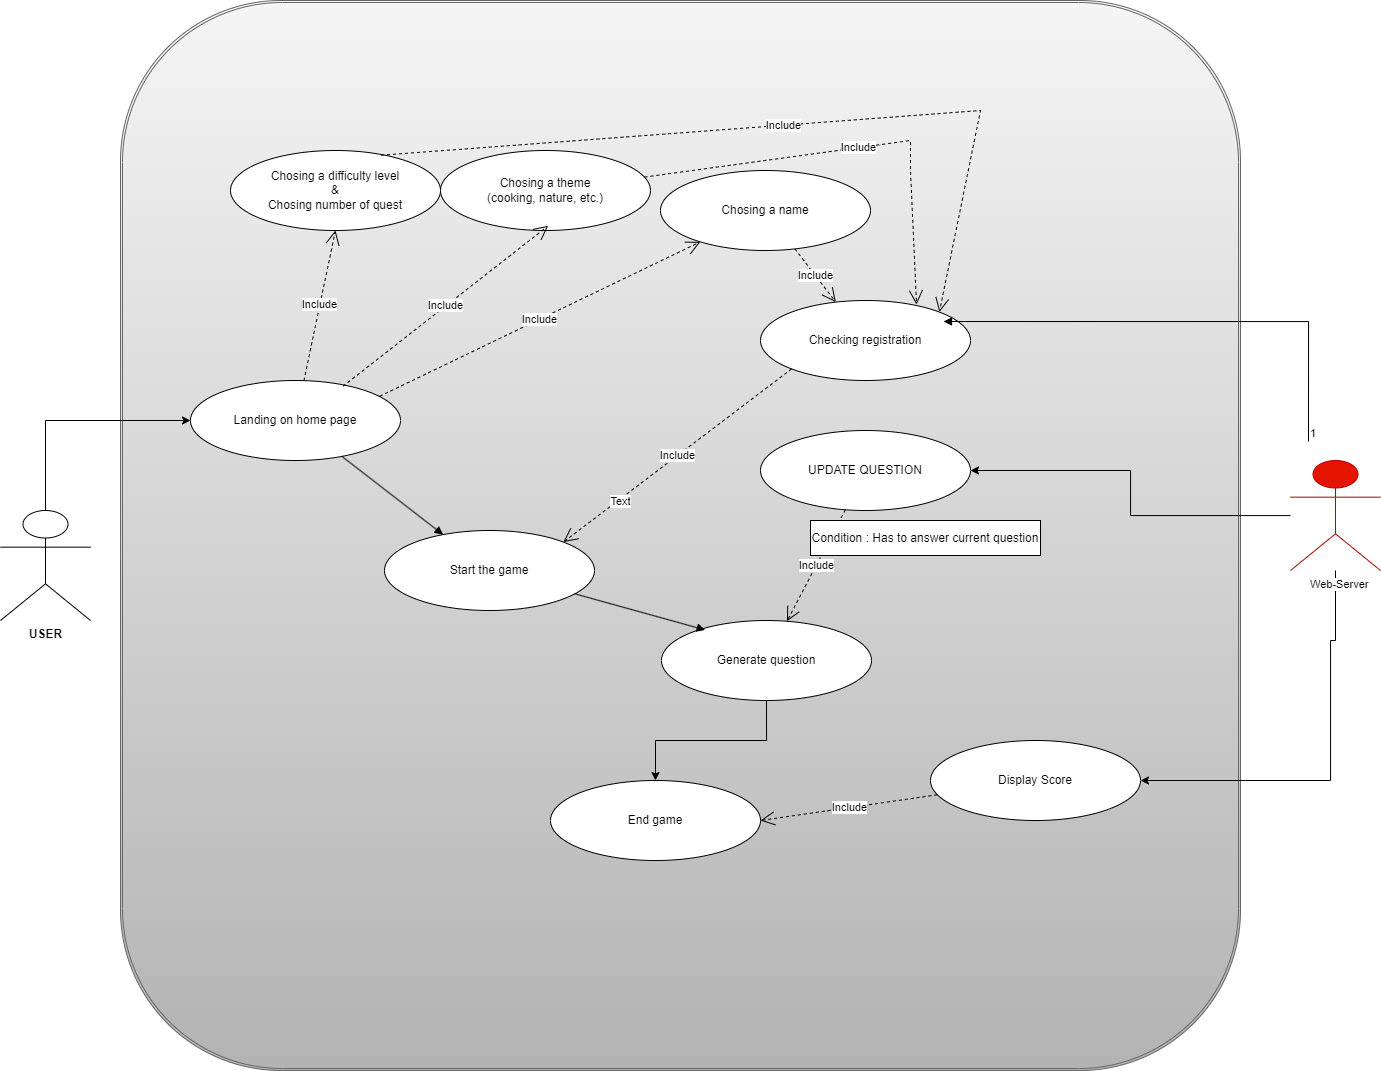 Include
Include
Chosing a difficulty level
&
Chosing number of quest
Chosing a theme
(cooking, nature, etc.)
Chosing a name
Include
Include
Include
Include
Checking registration
Landing on home page
1
Include
UPDATE QUESTION
Text
Condition : Has to answer current question
Include
Start the game
Web-Server
USER
Generate question
Display Score
Include
End game